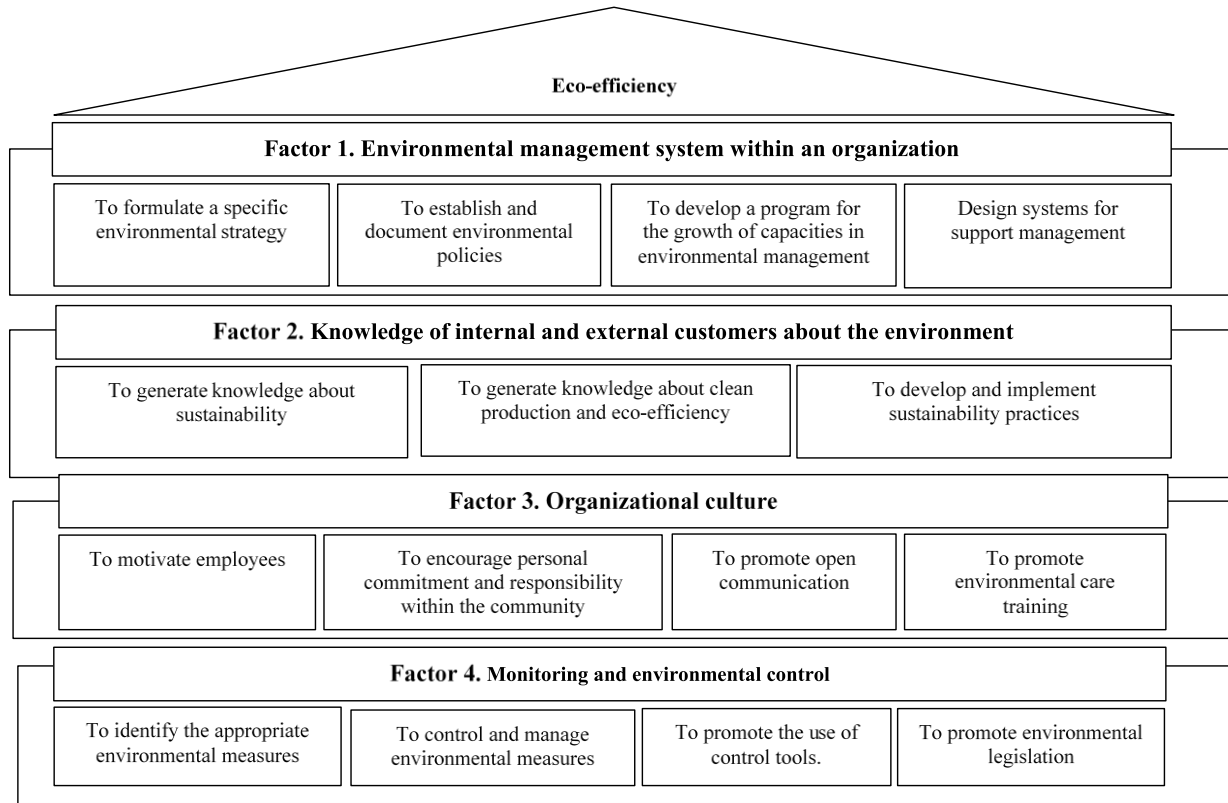 Eco-efficiency
Factor 1. Environmental management system within an organization
To formulate a specific
environmental strategy
To establish and
document environmental
policies
To develop a program for
the growth of capacities in
environmental management
Design systems for
support management
Factor 2. Knowledge of internal and external customers about the environment
To generate knowledge about
sustainability
To generate knowledge about clean
production and eco-efficiency
To develop and implement
sustainability practices
Factor 3. Organizational culture
To motivate employees
To encourage personal
commitment and responsibility
within the community
To promote open
communication
To promote
environmental care
training
Factor 4. Monitoring and environmental control
To identify the appropriate
environmental measures
To control and manage
environmental measures
To promote the use of
control tools.
To promote environmental
legislation